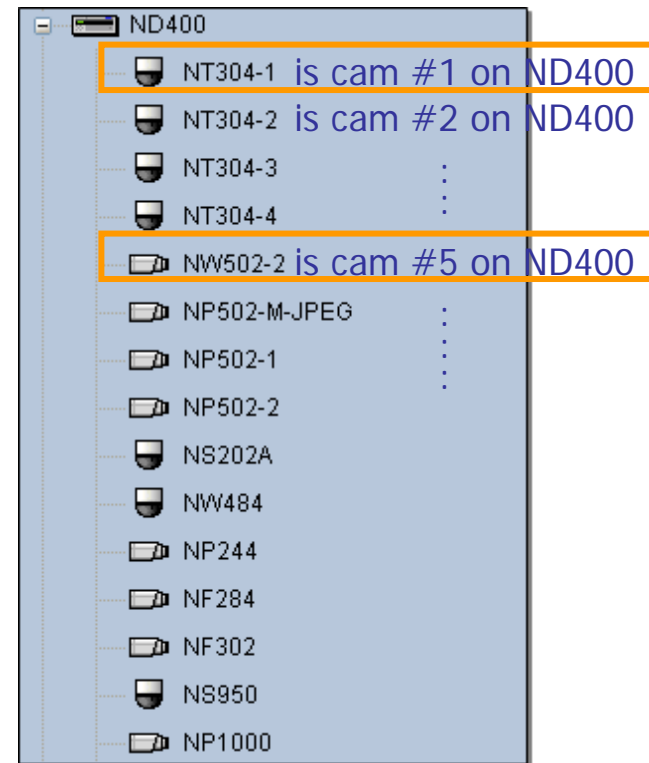 ND400
NT304-1 is cam #1 on ND400
NT304-2 is cam #2 on ND400
NT304-3 :
NT304-4 :
NW502-2 is cam #5 on ND400
NP502-M-JPEG :
NP502-1 :
NP502-2 :
NS202A
NW484
NP244
NF284
NF302
NS950
NP1000